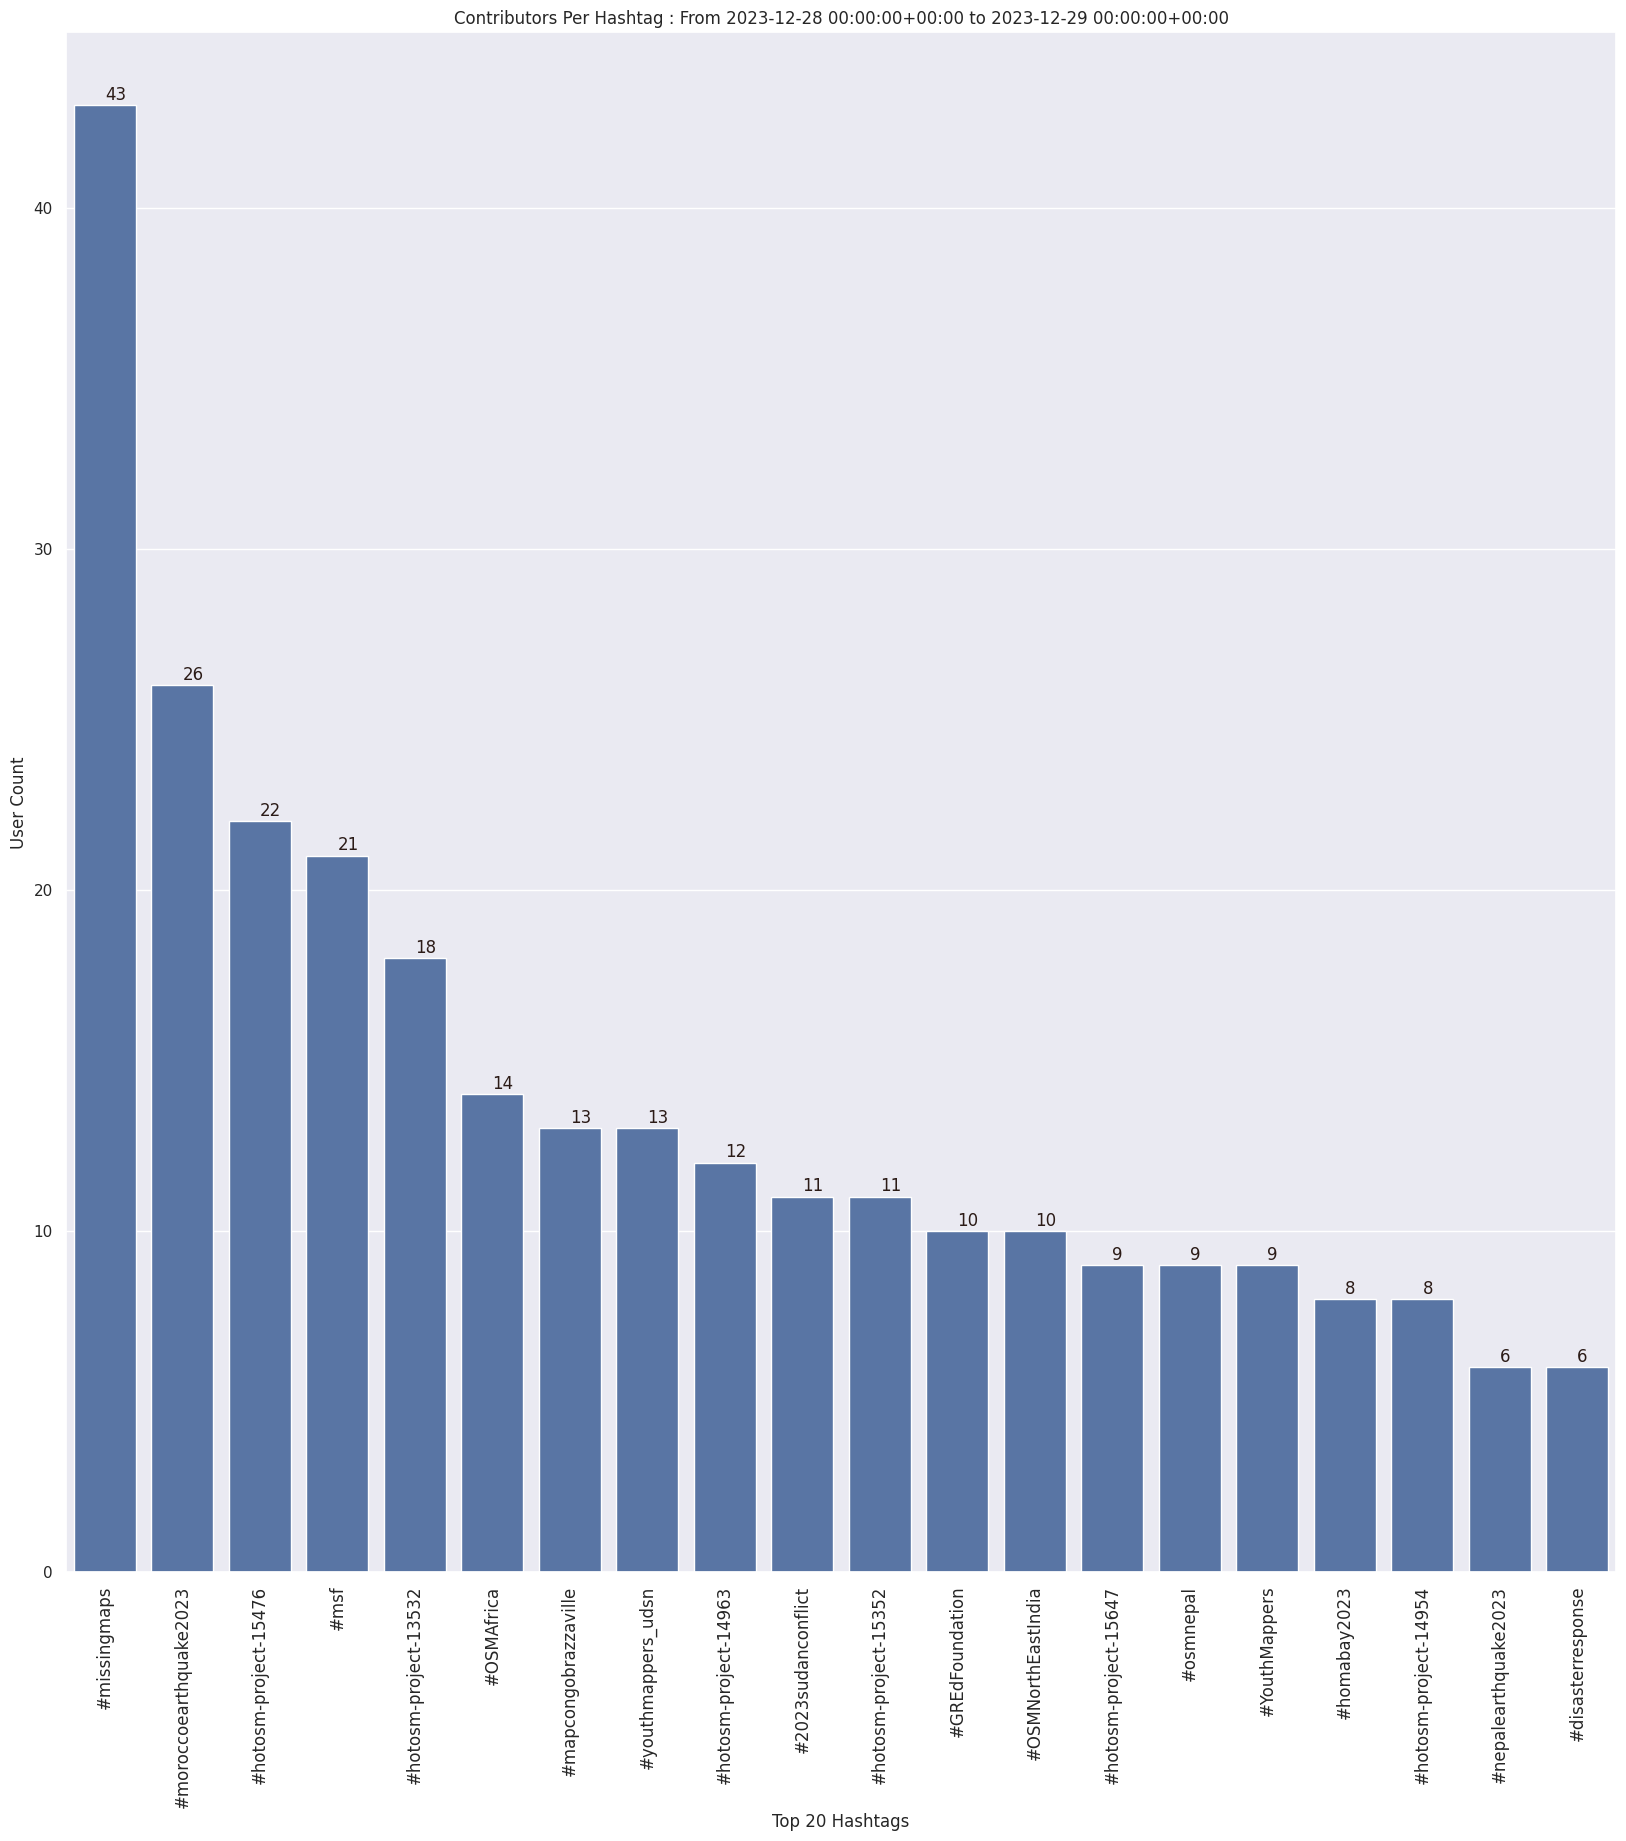 Contributors Per Hashtag : From 2023-12-28 00:00:00+00:00 to 2023-12-29 00:00:00+00:00
User Count
40
30
20
10
0
43
26
22
21
18
14
13
13
12
11
11
10
10
9
9
9
8
8
6
6
#missingmaps
#moroccoearthquake2023
#hotosm-project-15476
#msf
#hotosm-project-13532
#OSMAfrica
#mapcongobrazzaville
#youthmappers_udsn
#hotosm-project-14963
#2023sudanconflict
#hotosm-project-15352
#GREdFoundation
#OSMNorthEastIndia
#hotosm-project-15647
#osmnepal
#YouthMappers
#homabay2023
#hotosm-project-14954
#nepalearthquake2023
#disasterresponse
Top 20 Hashtags